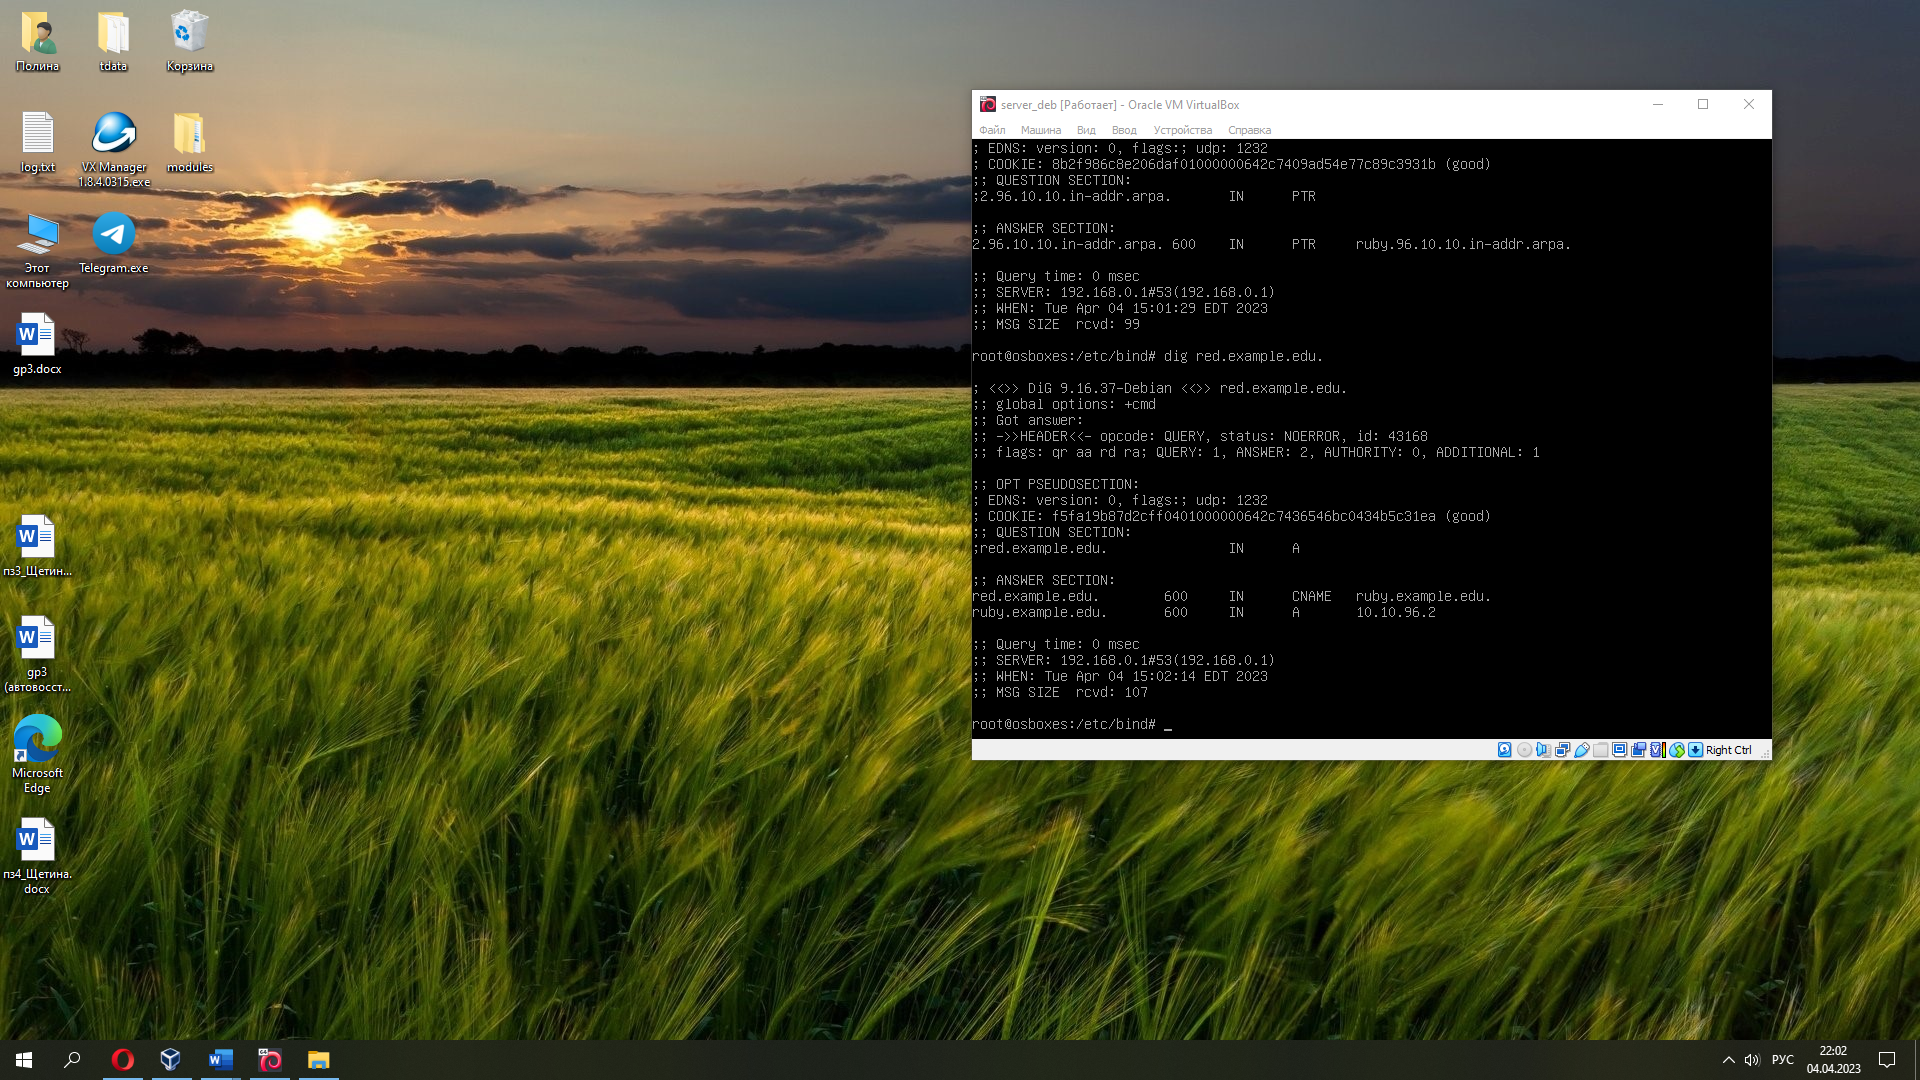 Полина
tdata
Корзина
log.txt
VX Manager
1.8.4.0315.exe
modules
Этот
компьютер
Telegram.exe
gp3.docx
пз3_Щетин...
gp3
(автовосст...
Microsoft
Edge
пз4_Щетина.
docx
server_deb [Работает] - Oracle VM VirtualBox
Файл Машина Вид Ввод Устройства Справка
; EDNS: version: 0, flags:; udp: 1232
; COOKIE: 8b2f986c8e206daf01000000642c7409ad54e77c89c3931b (good)
;; QUESTION SECTION:
;2.96.10.10.in-addr.arpa. IN PTR
;; ANSWER SECTION:
2.96.10.10.in-addr.arpa. 600 IN PTR ruby.96.10.10.in-addr.arpa.
;; Query time: 0 msec
;; SERVER: 192.168.0.1#53(192.168.0.1)
;; WHEN: Tue Apr 04 15:01:29 EDT 2023
;; MSG SIZE rcvd: 99
root@osboxes:/etc/bind# dig red.example.edu.
; <<>> DiG 9.16.37-Debian <<>> red.example.edu.
;; global options: +cmd
;; Got answer:
;; ->>HEADER<<- opcode: QUERY, status: NOERROR, id: 43168
;; flags: qr aa rd ra; QUERY: 1, ANSWER: 2, AUTHORITY: 0, ADDITIONAL: 1
;; OPT PSEUDOSECTION:
; EDNS: version: 0, flags:; udp: 1232
; COOKIE: f5fa19b87d2cff0401000000642c7436546bc0434b5c31ea (good)
;; QUESTION SECTION:
;red.example.edu. IN A
;; ANSWER SECTION:
red.example.edu. 600 IN CNAME ruby.example.edu.
ruby.example.edu. 600 IN A 10.10.96.2
;; Query time: 0 msec
;; SERVER: 192.168.0.1#53(192.168.0.1)
;; WHEN: Tue Apr 04 15:02:14 EDT 2023
;; MSG SIZE rcvd: 107
root@osboxes:/etc/bind# _
Right Ctrl
РУС
22:02
04.04.2023